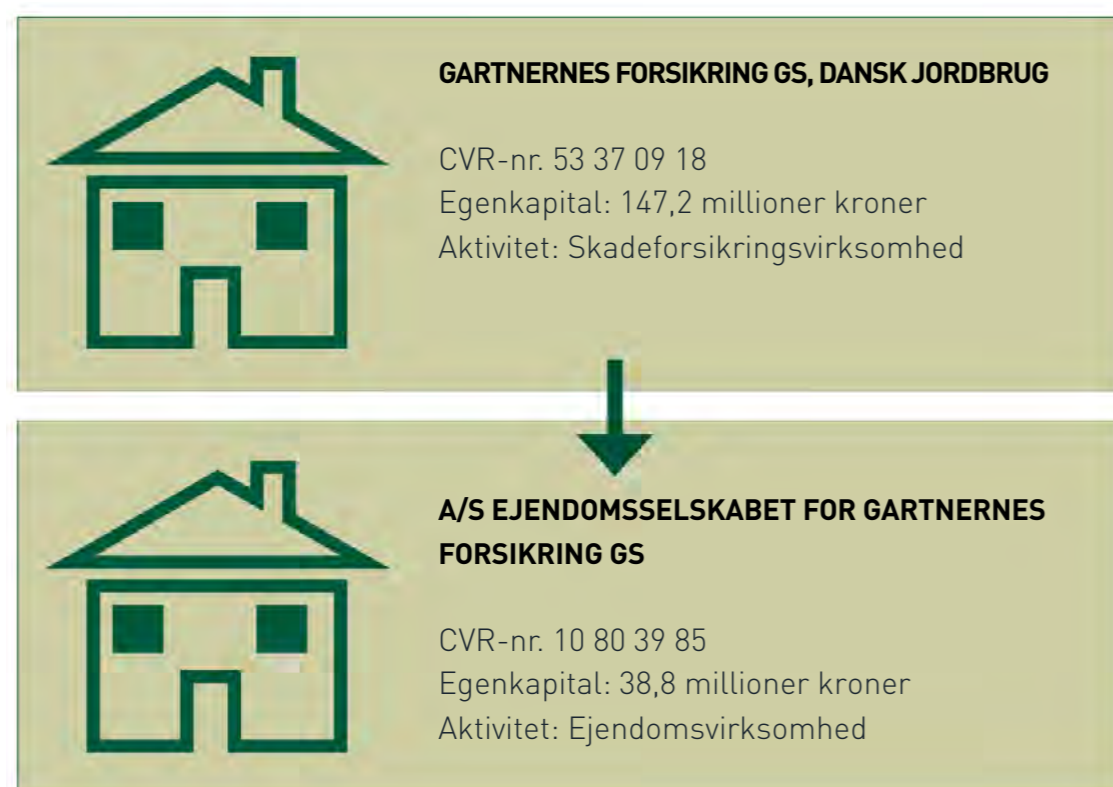 GARTNERNES FORSIKRING GS, DANSK JORDBRUG
CVR-nr. 53 37 09 18
Egenkapital: 147,2 millioner kroner
Aktivitet: Skadeforsikringsvirksomhed
A/S EJENDOMSSELSKABET FOR GARTNERNES
FORSIKRING GS
CVR-nr. 10 80 39 85
Egenkapital: 38,8 millioner kroner
Aktivitet: Ejendomsvirksomhed